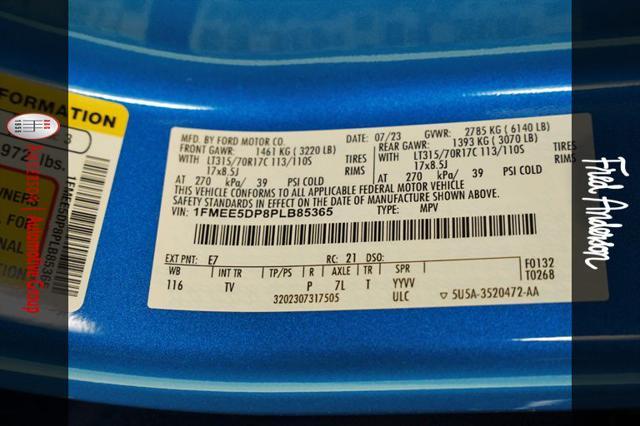 FORMATION
3
972 lbs.
1FMEE5DP8PLB85365
MFD. BY FORD MOTOR CO.
DATE: 07/23 GVWR: 2785 KG (6140 LB)
FRONT GAWR: 1461 KG (3220 LB)
REAR GAWR: 1393 KG (3070 LB)
WITH LT315/70R17C 113/110S TIRES
WITH LT315/70R17C 113/110S TIRES
17x8.5J RIMS
17x8.5J RIMS
AT 270 kPa/ 39 PSI COLD
AT 270 kPa/ 39 PSI COLD
THIS VEHICLE CONFORMS TO ALL APPLICABLE FEDERAL MOTOR VEHICLE
SAFETY STANDARDS IN EFFECT ON THE DATE OF MANUFACTURE SHOWN ABOVE.
VIN: 1FMEE5DP8PLB85365 TYPE: MPV
EXT PNT: E7 RC: 21 DSO:
F0132
WB INT TR TP/PS R AXLE TR SPR
T0268
116 TV P 7L T YYVV
3202307317505 ULC 5U5A-3520472-AA
Automotive Group
Fred Anderson